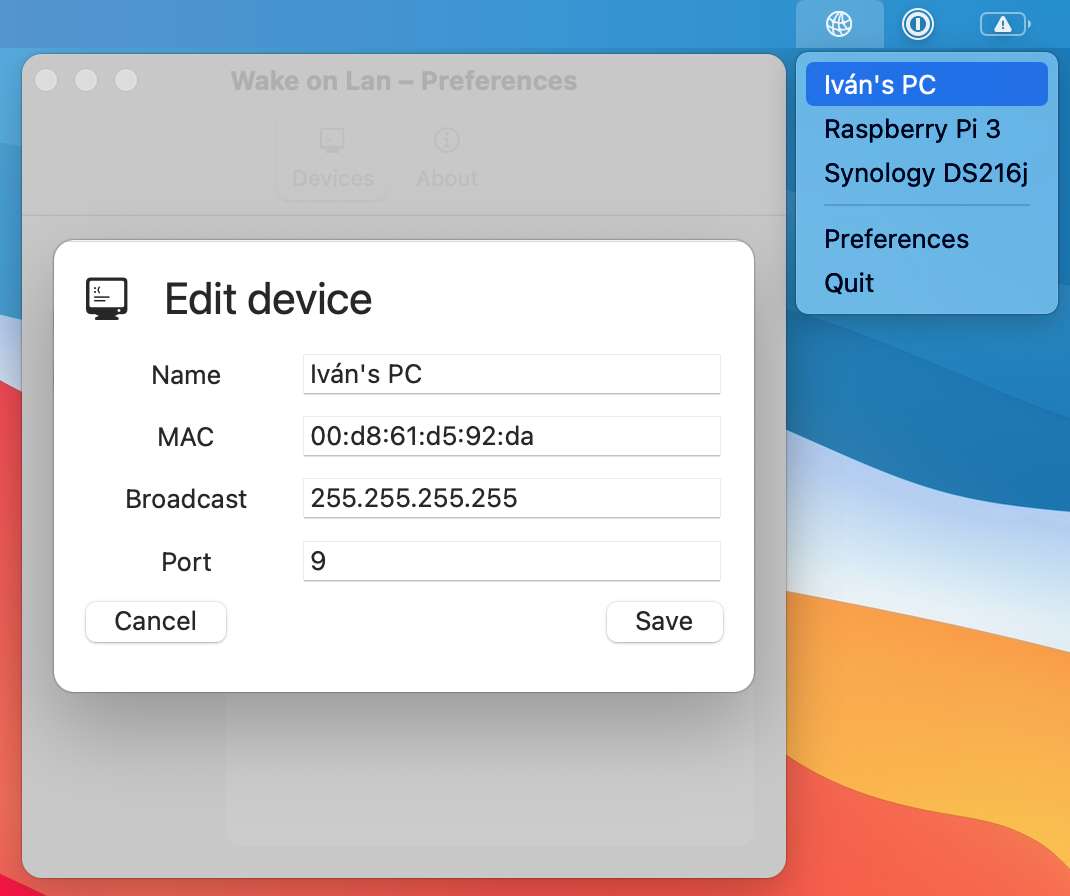 Wake on Lan – Preferences
Devices
About
Edit device
Name
Iván's PC
MAC
00:d8:61:d5:92:da
Broadcast
255.255.255.255
Port
9
Cancel
Save
Iván's PC
Raspberry Pi 3
Synology DS216j
Preferences
Quit